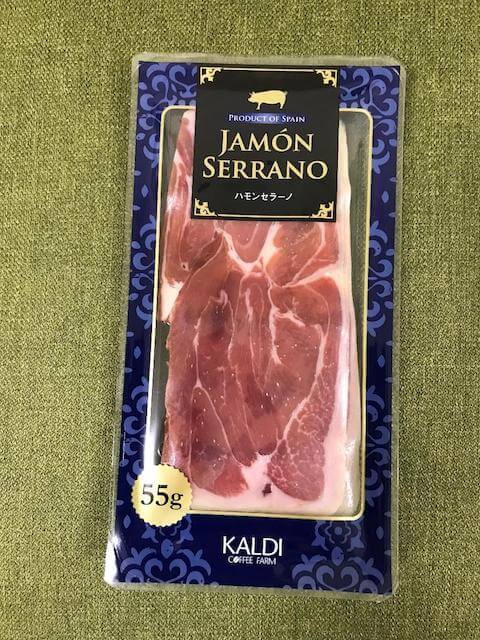 PRODUCT OF SPAIN
JAMÓN
SERRANO
ハモンセラーノ
55g
KALDI
COFFEE FARM